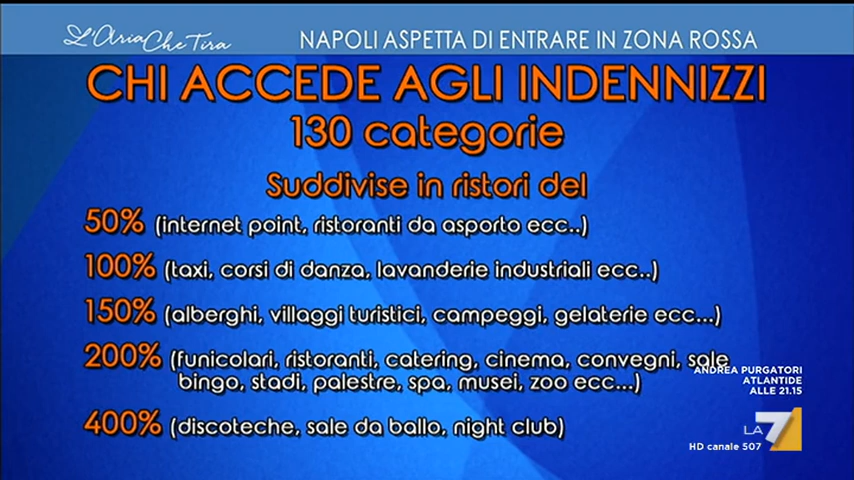 L'Aria Che Tira
NAPOLI ASPETTA DI ENTRARE IN ZONA ROSSA
CHI ACCEDE AGLI INDENNIZZI
130 categorie
Suddivise in ristori del
50% (internet point, ristoranti da asporto ecc..)
100% (taxi, corsi di danza, lavanderie industriali ecc..)
150% (alberghi, villaggi turistici, campeggi, gelaterie ecc...)
200% (funicolari, ristoranti, catering, cinema, convegni, sale
bingo, stadi, palestre, spa, musei, zoo ecc...)
400% (discoteche, sale da ballo, night club)
ANDREA PURGATORI
ATLANTIDE
ALLE 21.15
LA7
HD canale 507